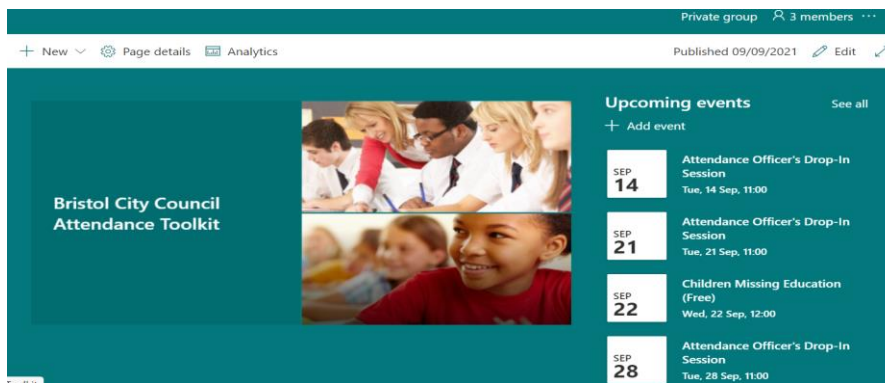 Private group 3 members ...
+ New Page details Analytics
Published 09/09/2021 Edit
Bristol City Council
Attendance Toolkit
Upcoming events See all
+ Add event
SEP
14
Attendance Officer's Drop-In
Session
Tue, 14 Sep, 11:00
SEP
21
Attendance Officer's Drop-In
Session
Tue, 21 Sep, 11:00
SEP
22
Children Missing Education
(Free)
Wed, 22 Sep, 12:00
SEP
28
Attendance Officer's Drop-In
Session
Tue, 28 Sep, 11:00